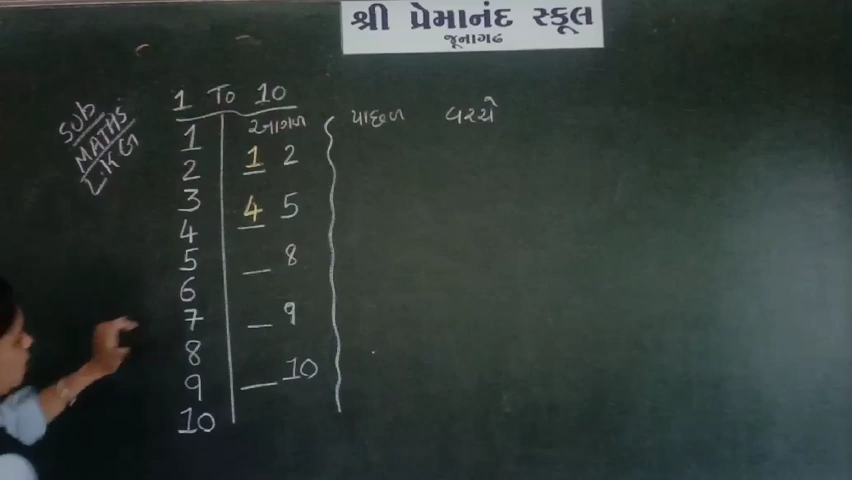 શ્રી પ્રેમાનંદ સ્કૂલ
જૂનાગઢ
SUB
MATHS
L.KG
1 To 10
આગળ પાછળ વચ્ચે
1
2
3
4
5
6
7
8
9
10
1 2
4 5
_ 8
_ 9
_ 10